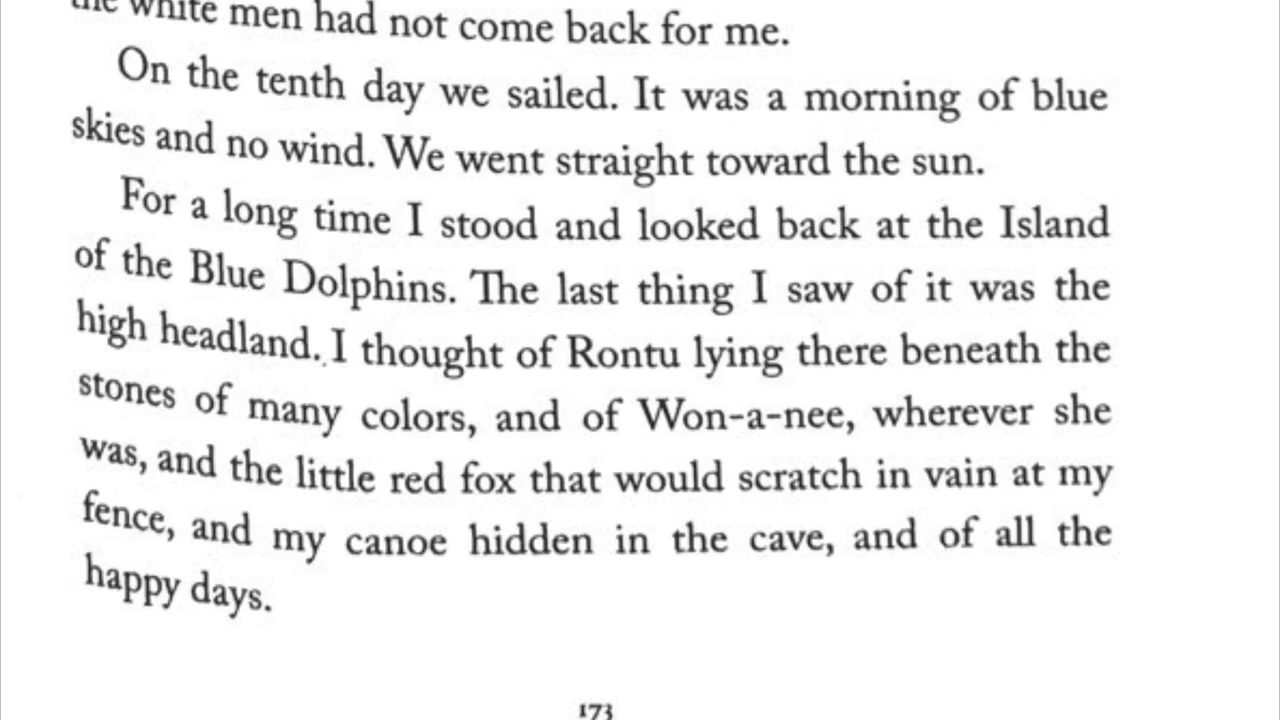 the white men had not come back for me.
On the tenth day we sailed. It was a morning of blue
skies and no wind. We went straight toward the sun.
For a long time I stood and looked back at the Island
of the Blue Dolphins. The last thing I saw of it was the
high headland. I thought of Rontu lying there beneath the
stones of many colors, and of Won-a-nee, wherever she
was, and the little red fox that would scratch in vain at my
fence, and my canoe hidden in the cave, and of all the
happy days.
173